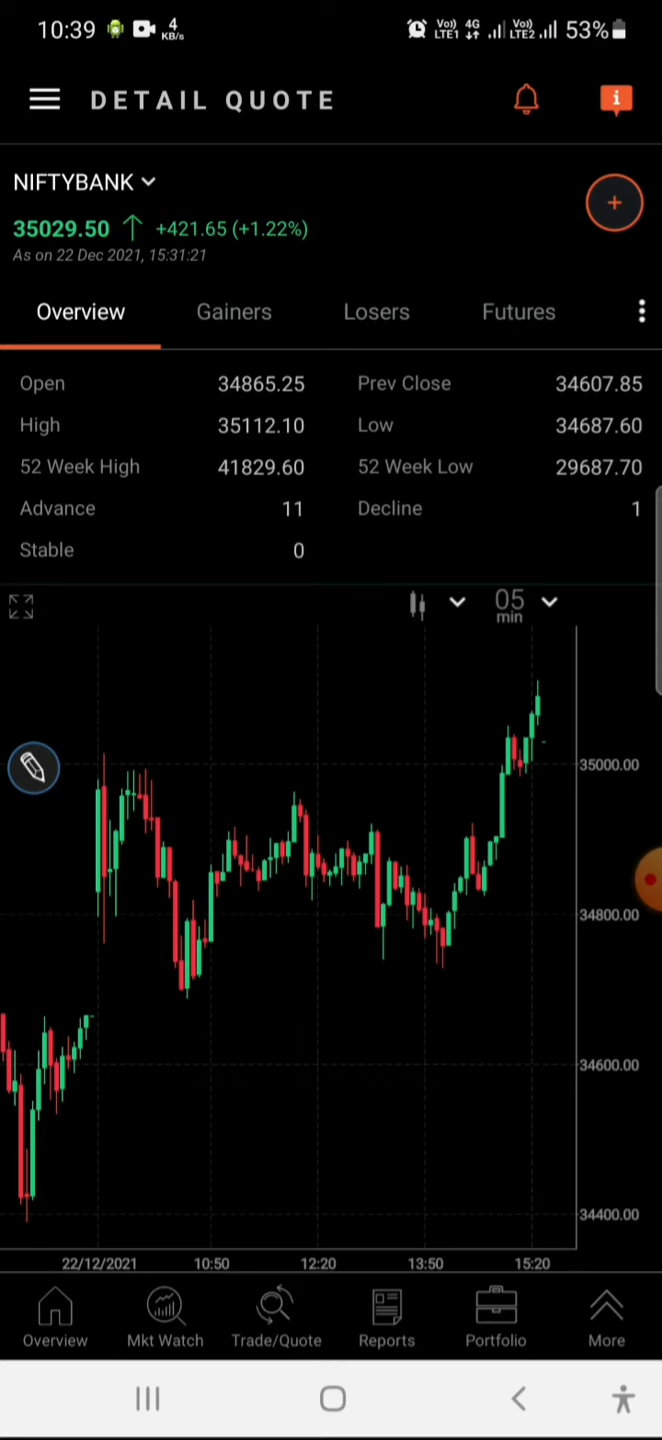 10:39 4 KB/s Vo)) LTE1 4G Vo)) LTE2 53%
DETAIL QUOTE
NIFTYBANK
35029.50 +421.65 (+1.22%)
As on 22 Dec 2021, 15:31:21
Overview Gainers Losers Futures
Open 34865.25 Prev Close 34607.85
High 35112.10 Low 34687.60
52 Week High 41829.60 52 Week Low 29687.70
Advance 11 Decline 1
Stable 0
05
min
35000.00
34800.00
34600.00
34400.00
22/12/2021 10:50 12:20 13:50 15:20
Overview Mkt Watch Trade/Quote Reports Portfolio More